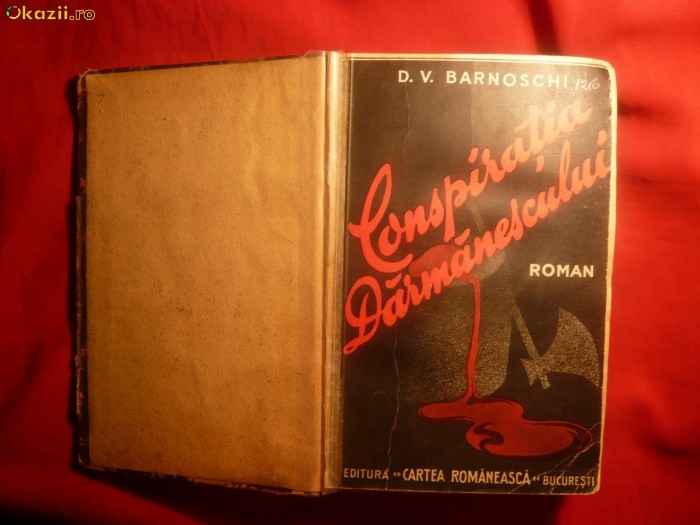 Okazii.ro
D. V. BARNOSCHI
Conspirația
Dărmănescului
ROMAN
EDITURA „CARTEA ROMÂNEASCĂ“ BUCUREȘTI